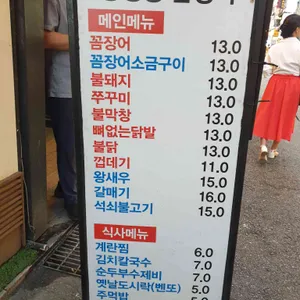 메인메뉴
꼼장어 13.0
꼼장어소금구이 13.0
불돼지 13.0
쭈꾸미 13.0
불막창 13.0
뼈없는닭발 13.0
불닭 13.0
껍데기 11.0
왕새우 15.0
갈매기 16.0
석쇠불고기 15.0
식사메뉴
계란찜 6.0
김치칼국수 7.0
순두부수제비 7.0
옛날도시락(벤또) 5.0
주먹밥